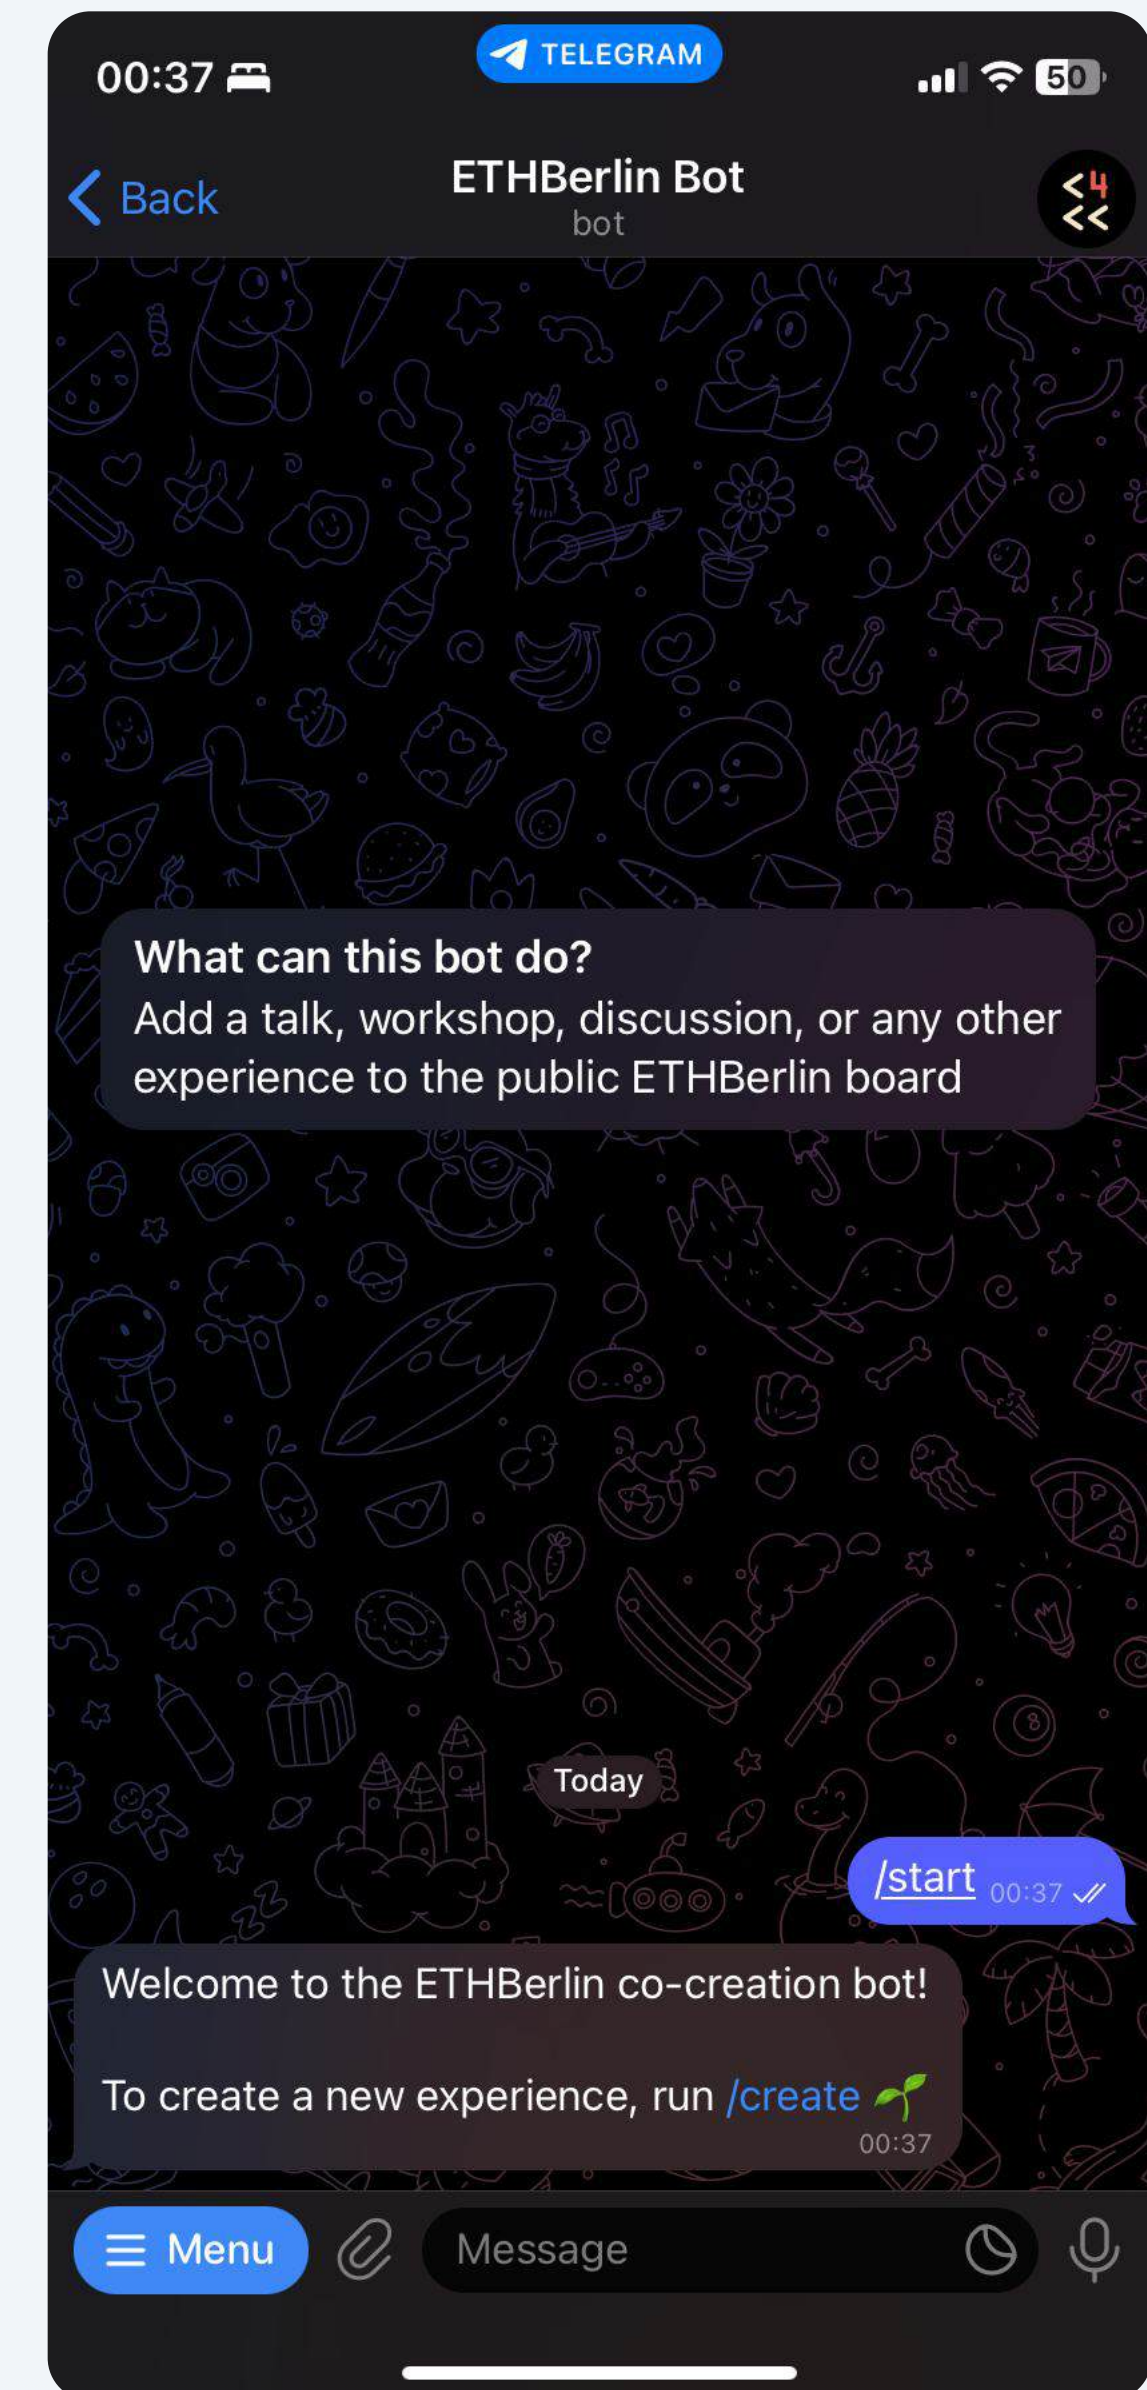 00:37
TELEGRAM
50
Back
ETHBerlin Bot
bot
<4
<<
What can this bot do?
Add a talk, workshop, discussion, or any other
experience to the public ETHBerlin board
Today
/start 00:37
Welcome to the ETHBerlin co-creation bot!
To create a new experience, run /create 🌱
00:37
Menu
Message